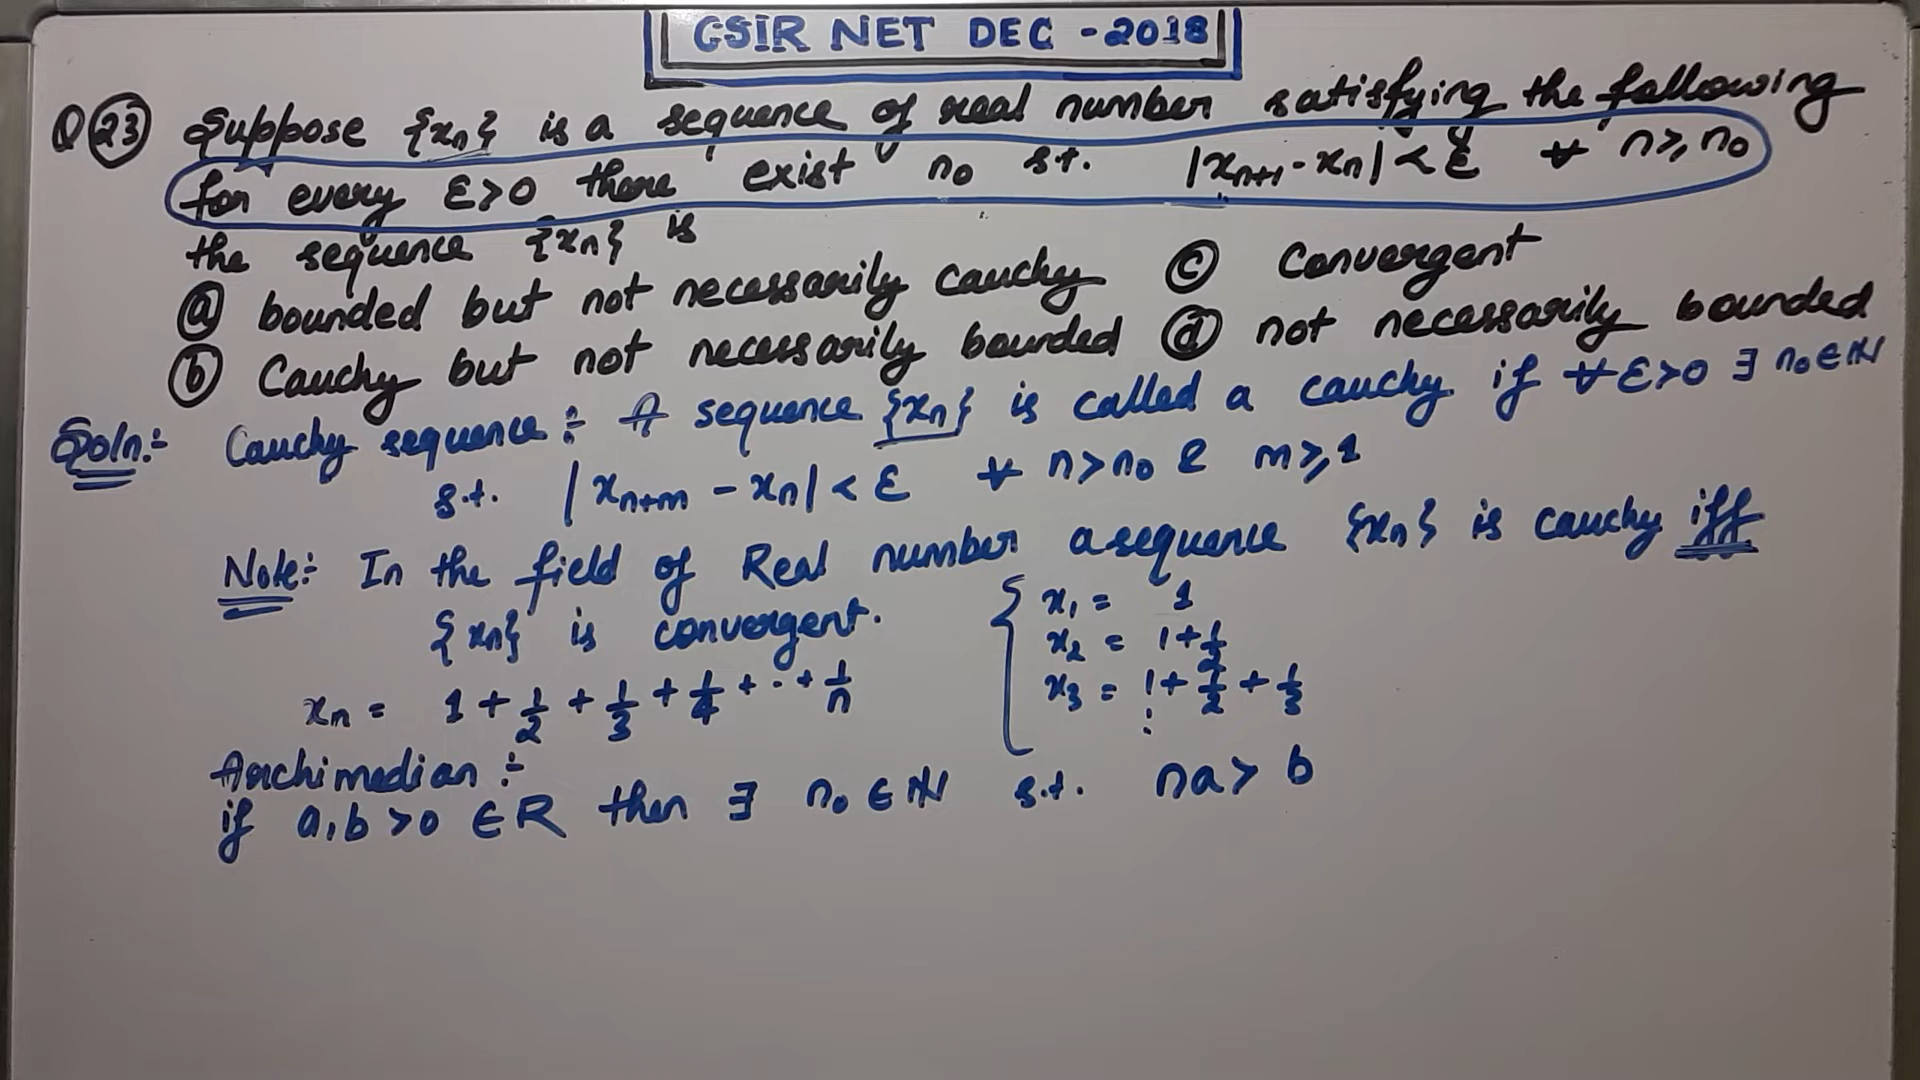 CSIR NET DEC - 2018
Q 23 Suppose {xn} is a sequence of real number satisfying the following
for every ε>0 there exist n₀ s.t. |xₙ₊₁ - xₙ| < ε ∀ n ≥ n₀
the sequence {xn} is
ⓐ bounded but not necessarily cauchy ⓒ Convergent
ⓑ Cauchy but not necessarily bounded ⓓ not necessarily bounded
Soln:- Cauchy sequence :- A sequence {xn} is called a cauchy if ∀ ε>0 ∃ n₀ ∈ ℕ
s.t. |xₙ₊ₘ - xₙ| < ε ∀ n > n₀ & m ≥ 1
Note:- In the field of Real number a sequence {xn} is cauchy iff
{xn} is convergent.
x₁ = 1
x₂ = 1 + 1/2
x₃ = 1 + 1/2 + 1/3
⋮
xₙ = 1 + 1/2 + 1/3 + 1/4 + ⋅⋅ + 1/n
Archimedian :-
if a, b > 0 ∈ R then ∃ n₀ ∈ ℕ s.t. na > b